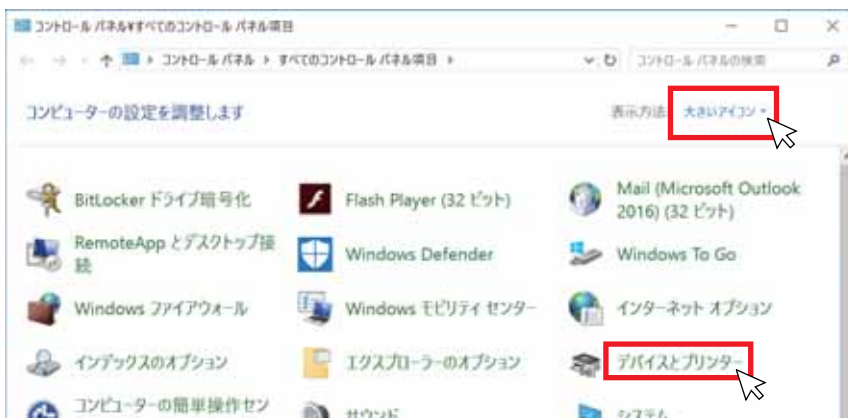 コントロール パネル¥すべてのコントロール パネル項目
コントロール パネル › すべてのコントロール パネル項目 ›
コントロール パネルの検索
コンピューターの設定を調整します
表示方法: 大きいアイコン
BitLocker ドライブ暗号化
Flash Player (32 ビット)
Mail (Microsoft Outlook
2016) (32 ビット)
RemoteApp とデスクトップ接
続
Windows Defender
Windows To Go
Windows ファイアウォール
Windows モビリティ センター
インターネット オプション
インデックスのオプション
エクスプローラーのオプション
デバイスとプリンター
コンピューターの簡単操作セン
サウンド
システム